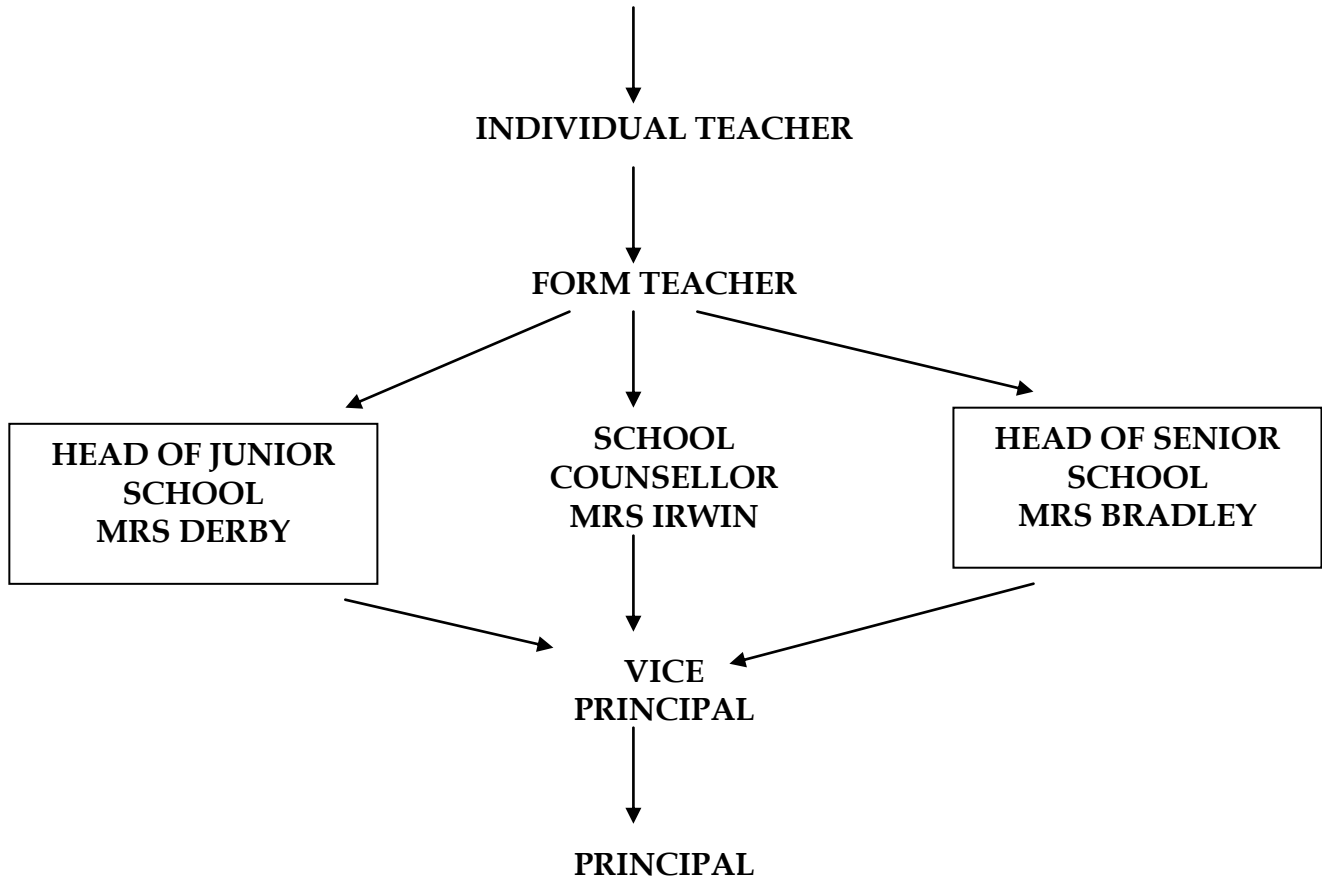 INDIVIDUAL TEACHER
FORM TEACHER
HEAD OF JUNIOR
SCHOOL
MRS DERBY
SCHOOL
COUNSELLOR
MRS IRWIN
HEAD OF SENIOR
SCHOOL
MRS BRADLEY
VICE
PRINCIPAL
PRINCIPAL